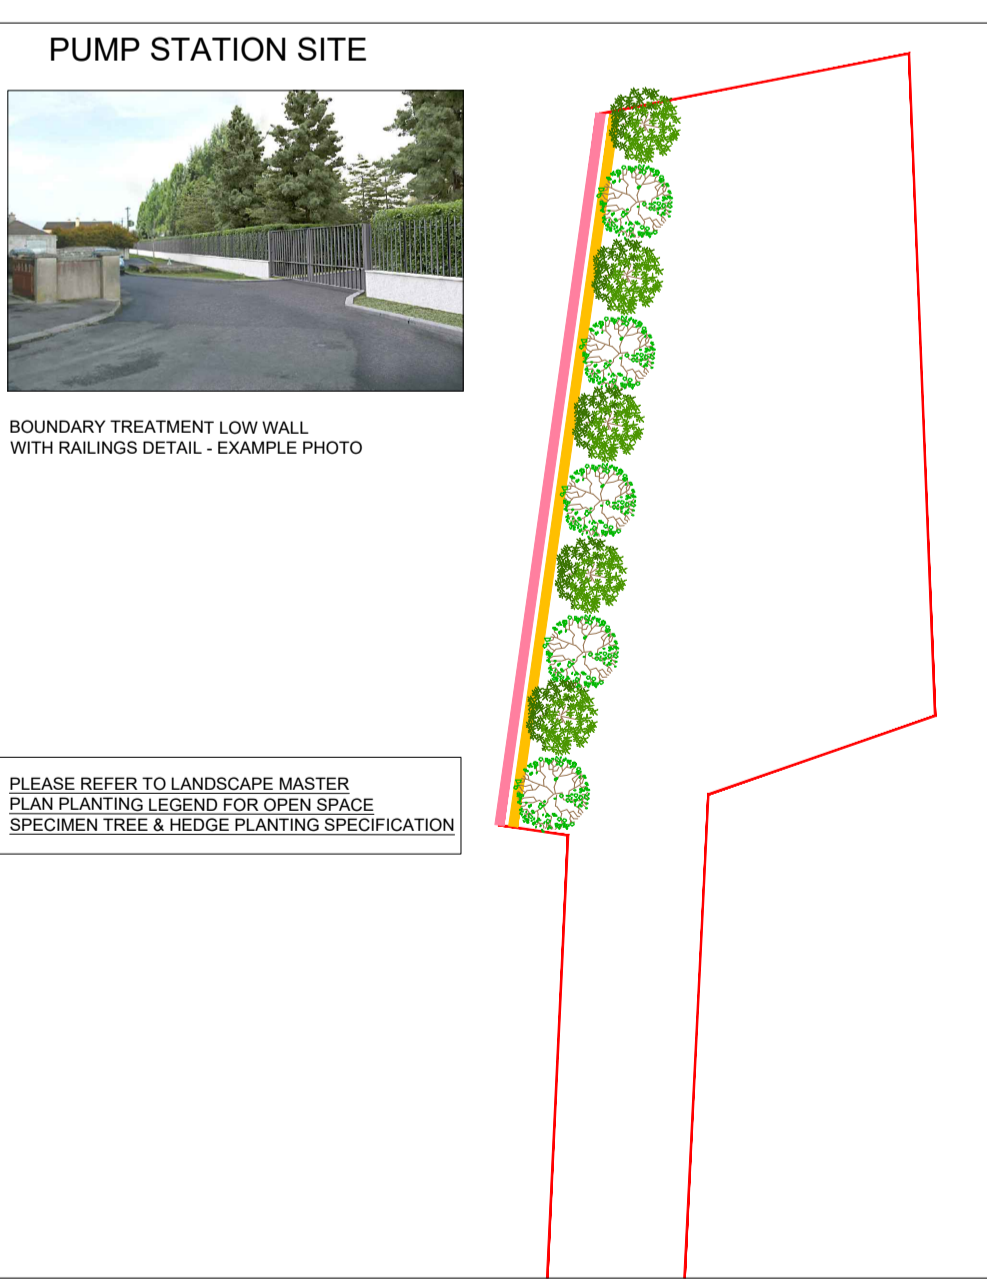 PUMP STATION SITE
BOUNDARY TREATMENT LOW WALL
WITH RAILINGS DETAIL - EXAMPLE PHOTO
PLEASE REFER TO LANDSCAPE MASTER
PLAN PLANTING LEGEND FOR OPEN SPACE
SPECIMEN TREE & HEDGE PLANTING SPECIFICATION